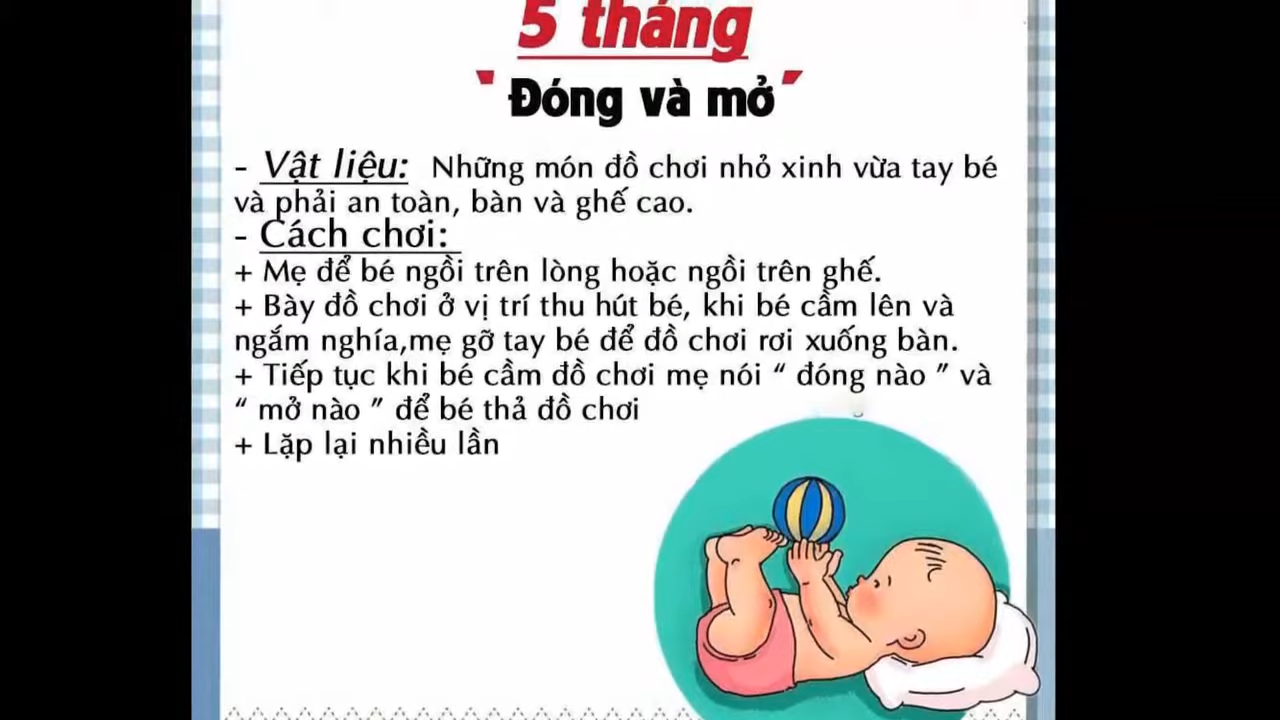 5 tháng
" Đóng và mở "
- Vật liệu: Những món đồ chơi nhỏ xinh vừa tay bé
và phải an toàn, bàn và ghế cao.
- Cách chơi:
+ Mẹ để bé ngồi trên lòng hoặc ngồi trên ghế.
+ Bày đồ chơi ở vị trí thu hút bé, khi bé cầm lên và
ngắm nghía,mẹ gỡ tay bé để đồ chơi rơi xuống bàn.
+ Tiếp tục khi bé cầm đồ chơi mẹ nói “ đóng nào ” và
“ mở nào ” để bé thả đồ chơi
+ Lặp lại nhiều lần